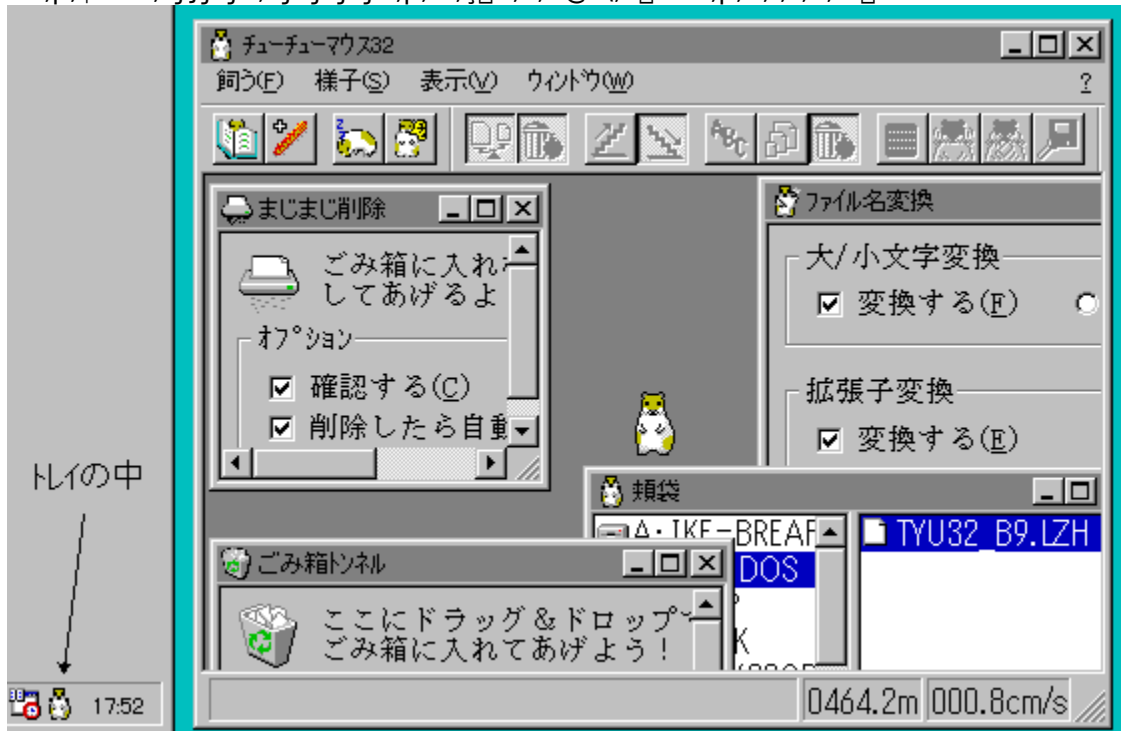 チューチューマウス32
飼う(F) 様子(S) 表示(V) ウィンドウ(W) ?
ABC
まじまじ削除
ごみ箱に入れ
してあげるよ
オプション
確認する(C)
削除したら自動
ファイル名変換
大/小文字変換
変換する(F)
拡張子変換
変換する(E)
頬袋
A:IKE-BREAF
DOS
K
TYU32_B9.LZH
ごみ箱トンネル
ここにドラッグ&ドロップ
ごみ箱に入れてあげよう!
0464.2m 000.8cm/s
トレイの中
17:52